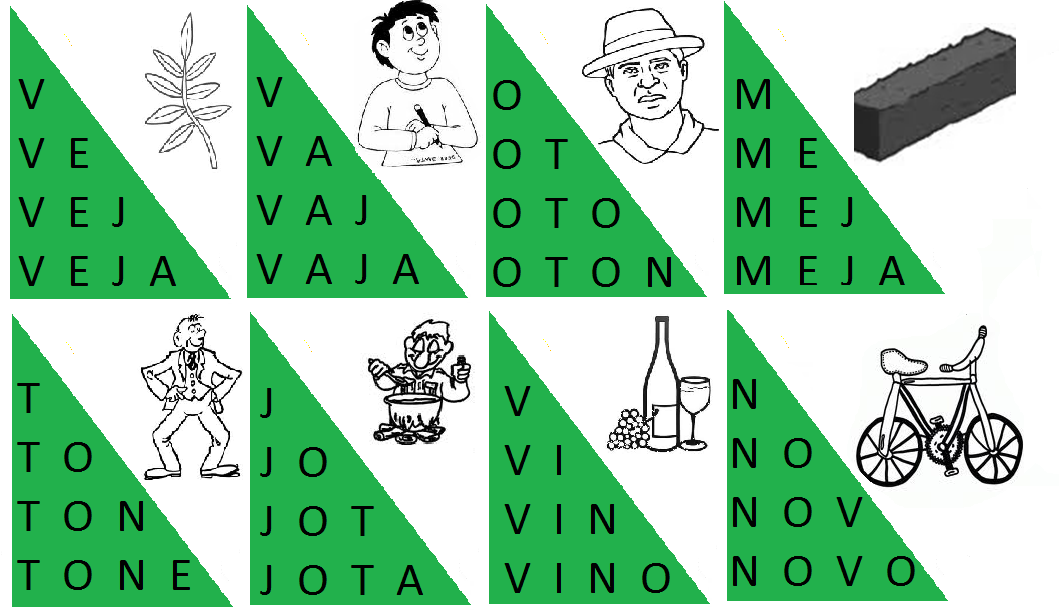 V
V E
V E J
V E J A
V
V A
V A J
V A J A
O
O T
O T O
O T O N
M
M E
M E J
M E J A
T
T O
T O N
T O N E
J
J O
J O T
J O T A
V
V I
V I N
V I N O
N
N O
N O V
N O V O